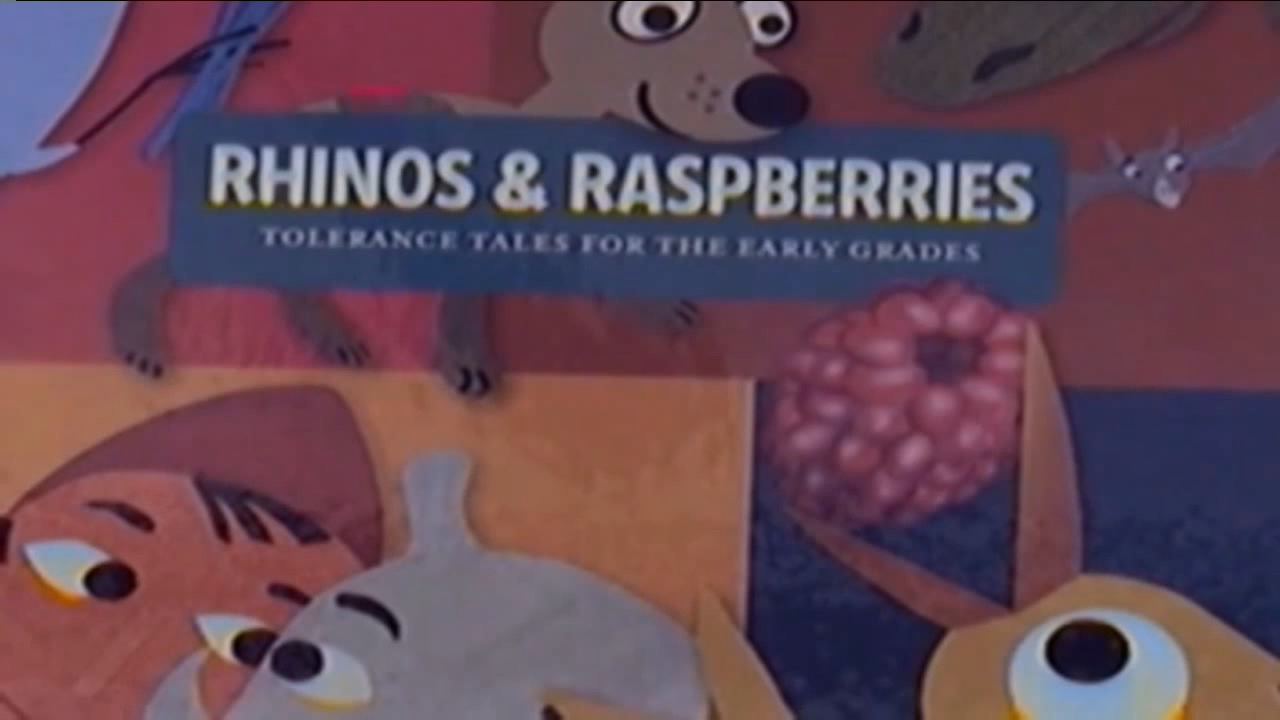 RHINOS & RASPBERRIES
TOLERANCE TALES FOR THE EARLY GRADES